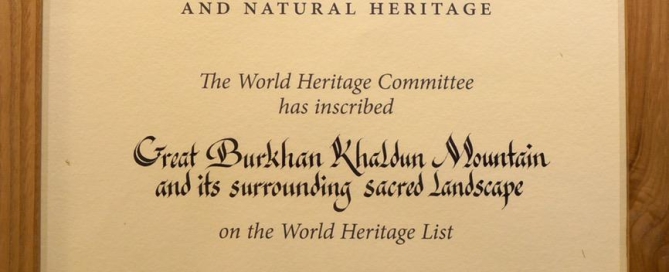 AND NATURAL HERITAGE
The World Heritage Committee
has inscribed
Great Burkhan Khaldun Mountain
and its surrounding sacred Landscape
on the World Heritage List